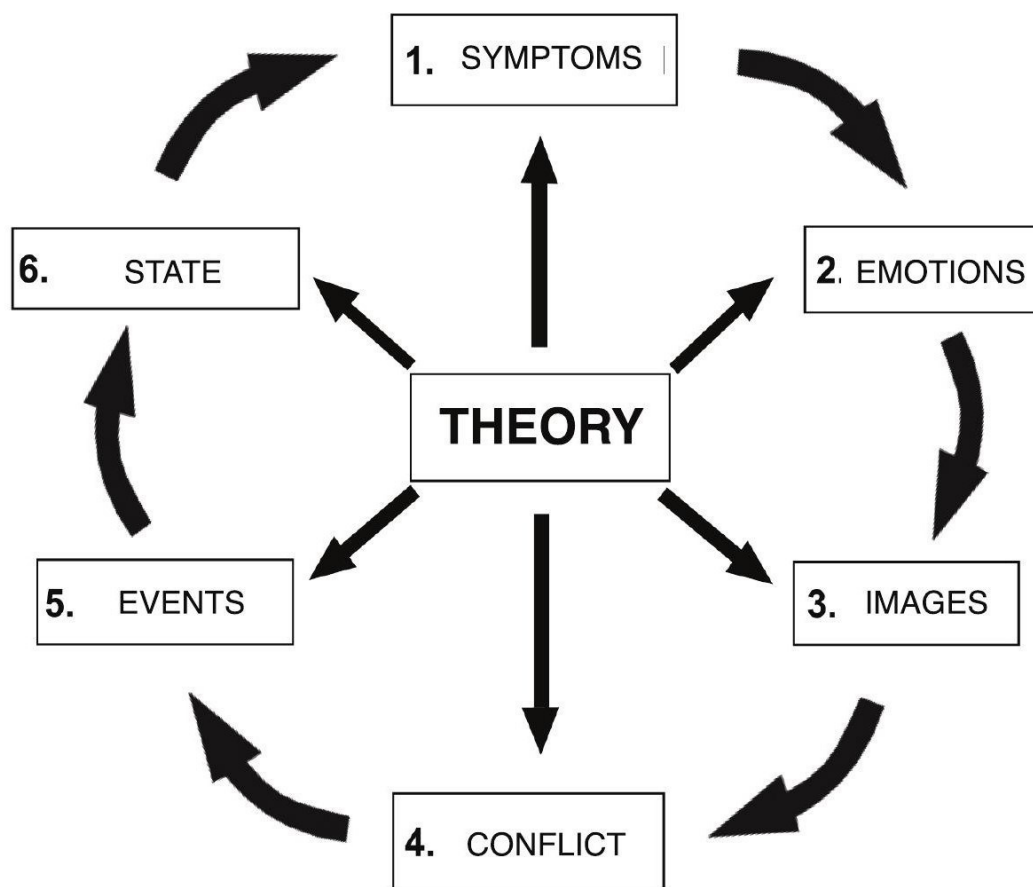 1. SYMPTOMS
2. EMOTIONS
3. IMAGES
4. CONFLICT
5. EVENTS
6. STATE
THEORY